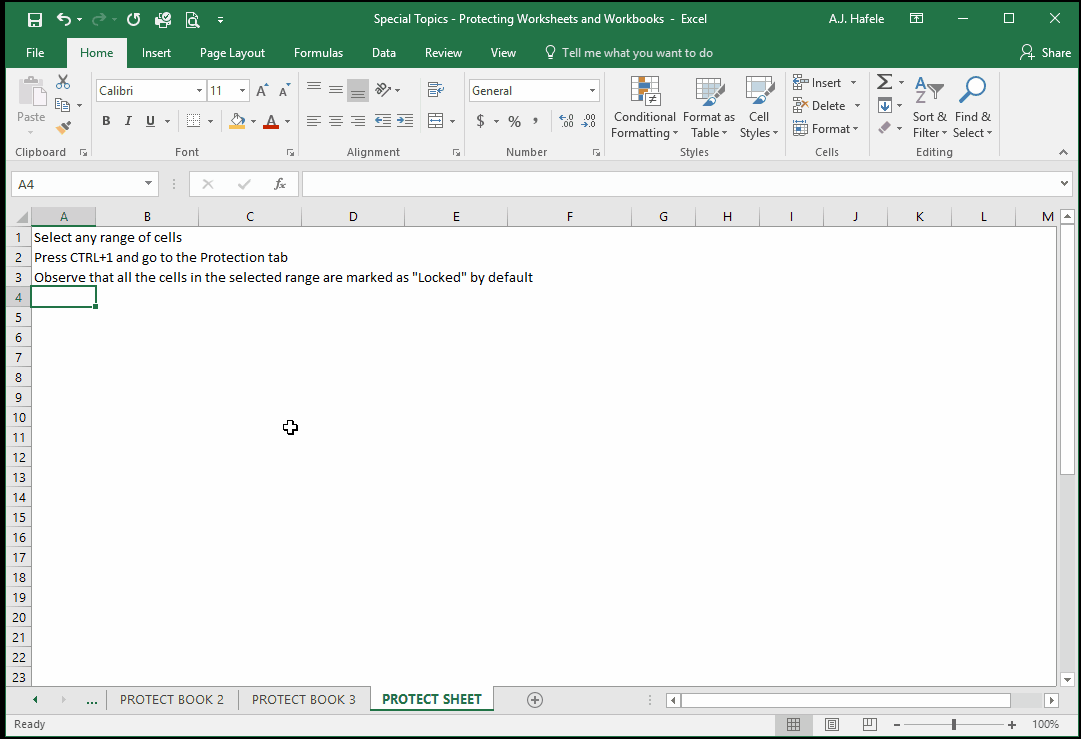 Special Topics - Protecting Worksheets and Workbooks - Excel
A.J. Hafele
File Home Insert Page Layout Formulas Data Review View Tell me what you want to do Share
Paste
Calibri 11
A A
B I U A
General
$ % , .0 .00 .00 .0
Conditional Formatting
Format as Table
Cell Styles
Insert
Delete
Format
Σ
A Z
Sort & Filter
Find & Select
Clipboard Font Alignment Number Styles Cells Editing
A4 fx
A B C D E F G H I J K L M
1 Select any range of cells
2 Press CTRL+1 and go to the Protection tab
3 Observe that all the cells in the selected range are marked as "Locked" by default
4
5
6
7
8
9
10
11
12
13
14
15
16
17
18
19
20
21
22
23
... PROTECT BOOK 2 PROTECT BOOK 3 PROTECT SHEET
Ready 100%